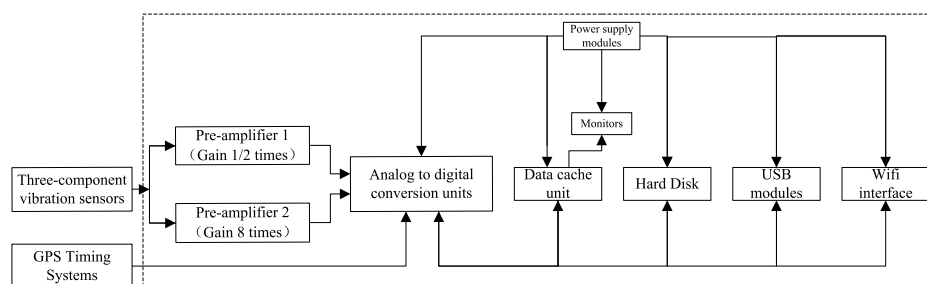 Power supply
modules
Monitors
Pre-amplifier 1
（Gain 1/2 times）
Three-component
vibration sensors
Analog to digital
conversion units
Data cache
unit
Hard Disk
USB
modules
Wifi
interface
Pre-amplifier 2
（Gain 8 times）
GPS Timing
Systems